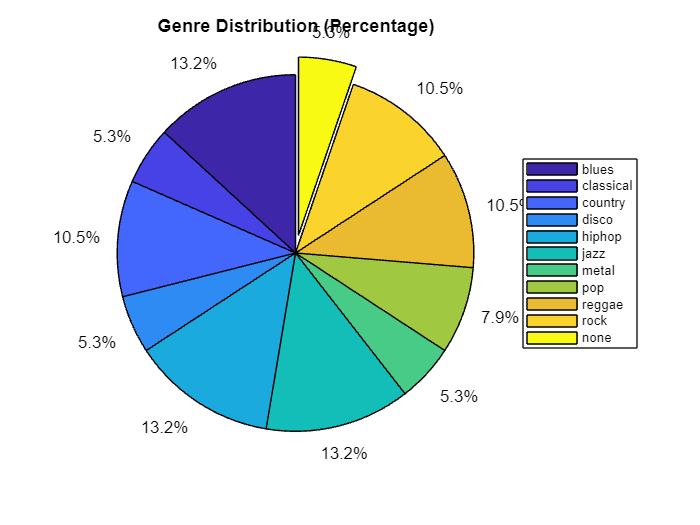 Genre Distribution (Percentage)
13.2%
10.5%
5.3%
10.5%
10.5%
5.3%
7.9%
13.2%
5.3%
13.2%
blues
classical
country
disco
hiphop
jazz
metal
pop
reggae
rock
none